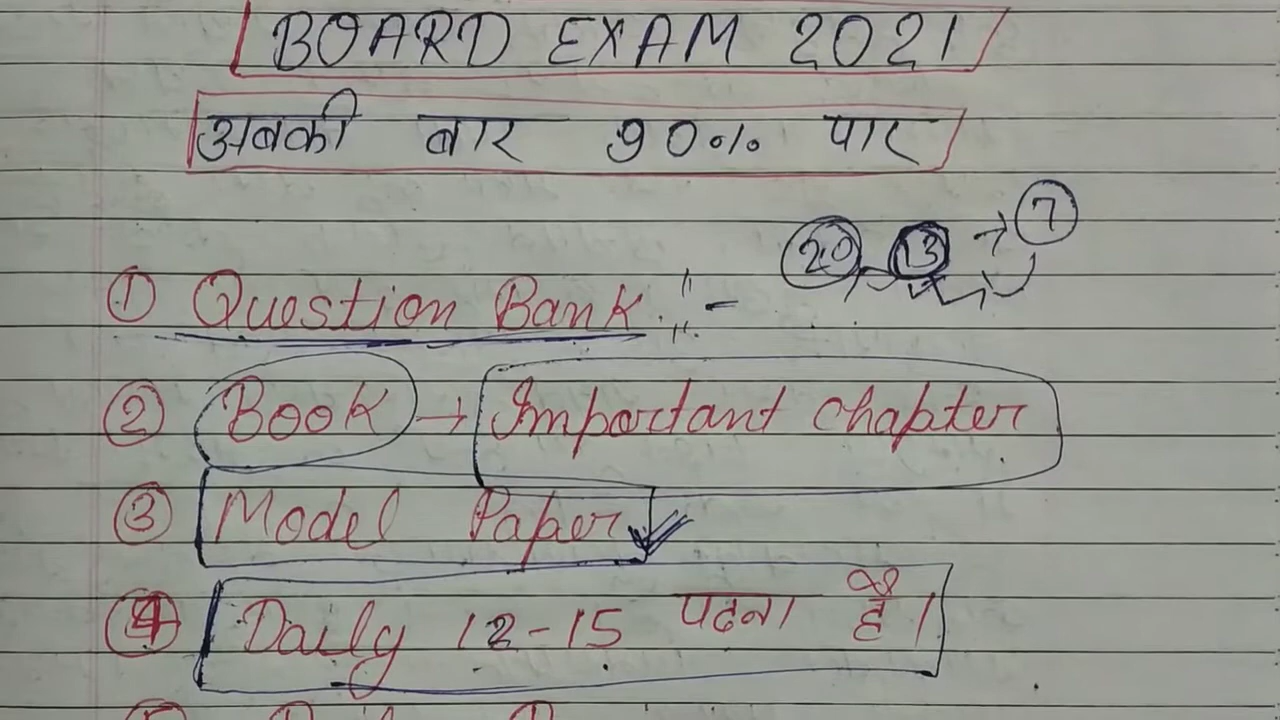 BOARD EXAM 2021
अबकी बार 90% पार
20 13 → 7
① Question Bank :-
② Book → Important chapter
③ Model Paper
④ Daily 12-15 पढना है।